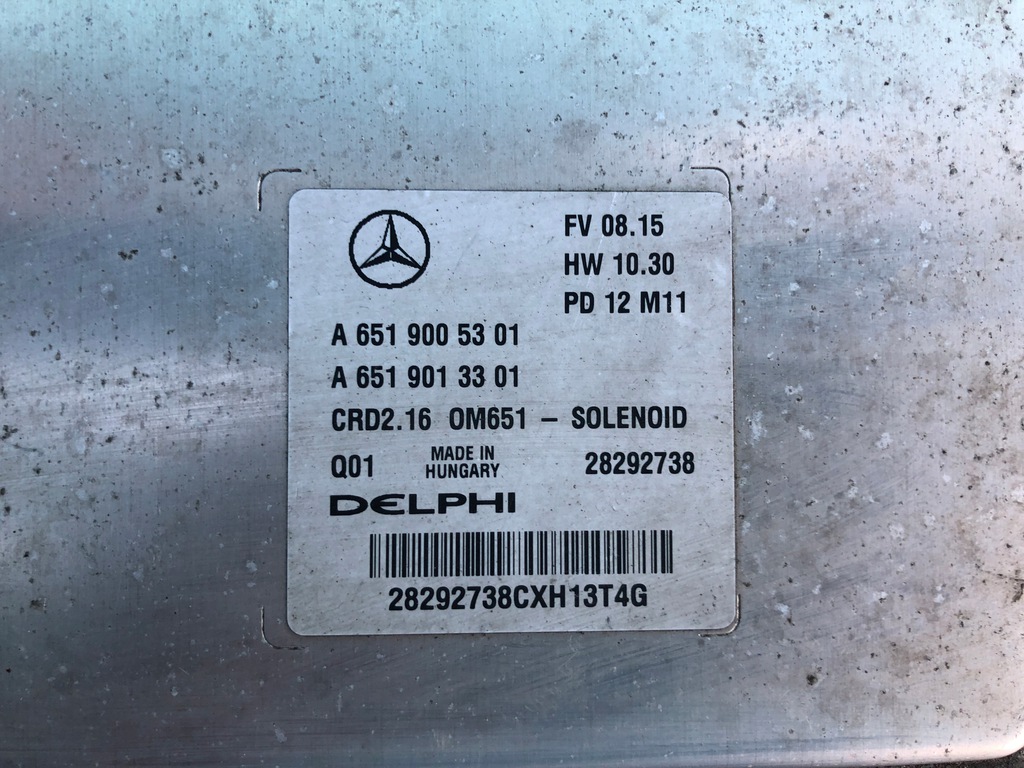 FV 08.15
HW 10.30
PD 12 M11
A 651 900 53 01
A 651 901 33 01
CRD2.16 OM651 – SOLENOID
Q01 MADE IN HUNGARY 28292738
DELPHI
28292738CXH13T4G